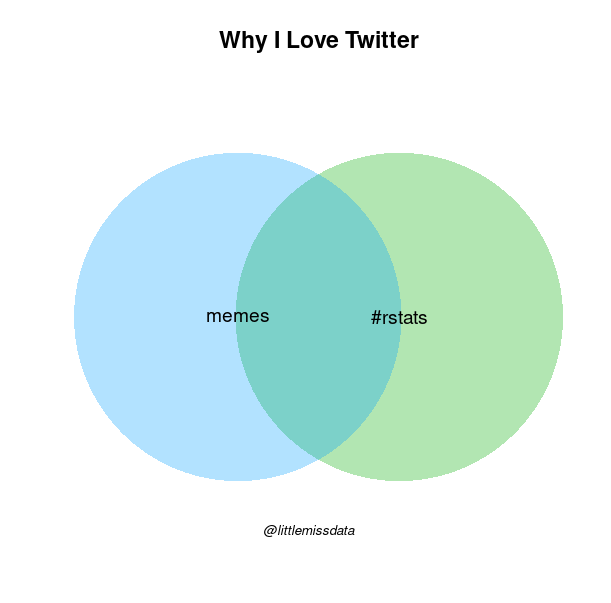 Why I Love Twitter
memes
#rstats
@littlemissdata